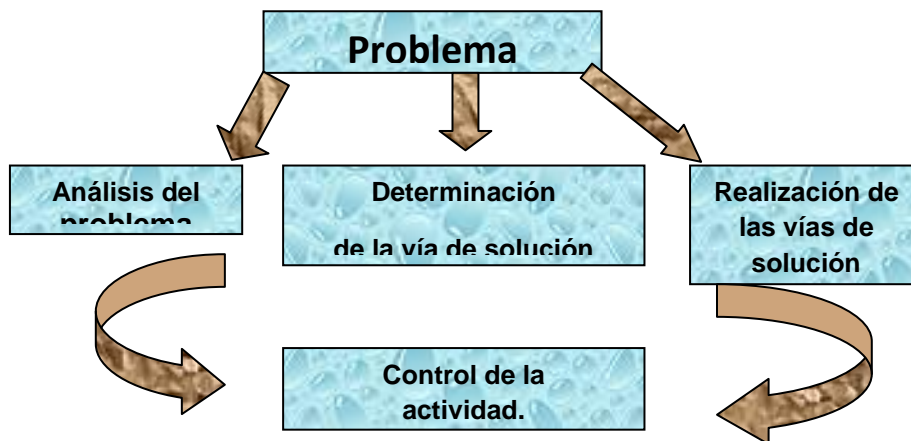 Problema
Análisis del
problema
Determinación
de la vía de solución
Realización de
las vías de
solución
Control de la
actividad.